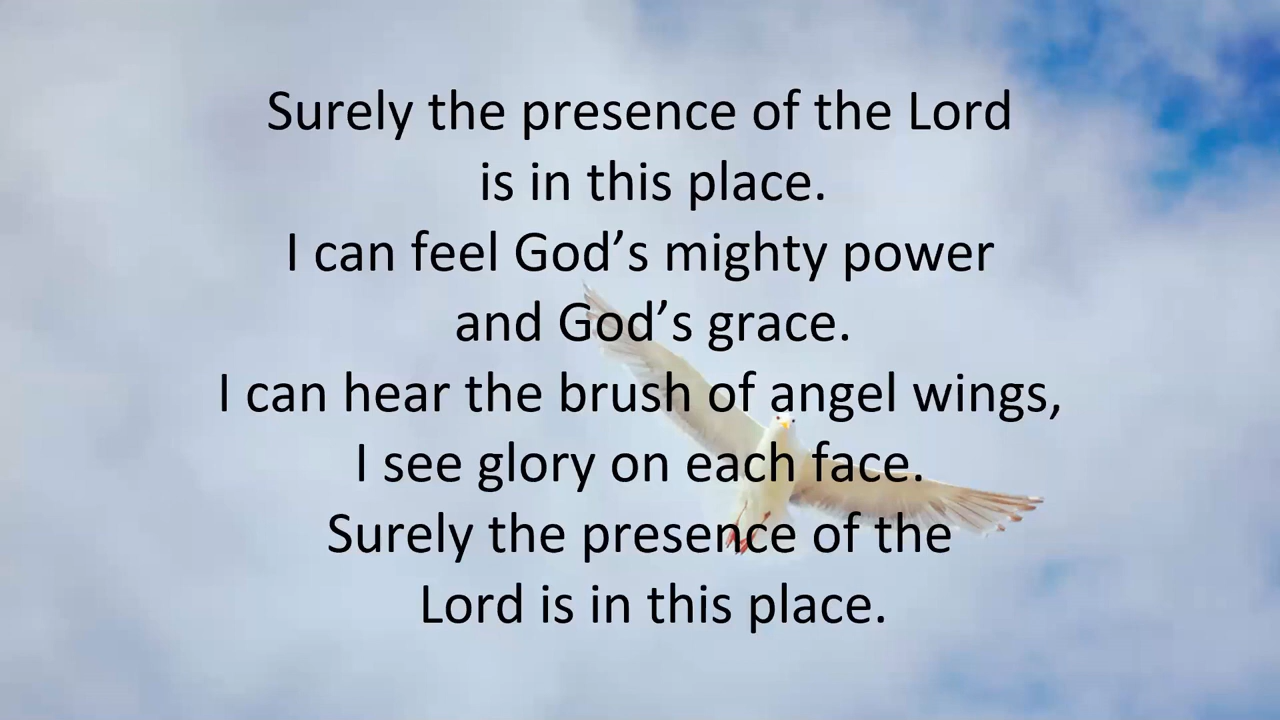 Surely the presence of the Lord
is in this place.
I can feel God’s mighty power
and God’s grace.
I can hear the brush of angel wings,
I see glory on each face.
Surely the presence of the
Lord is in this place.